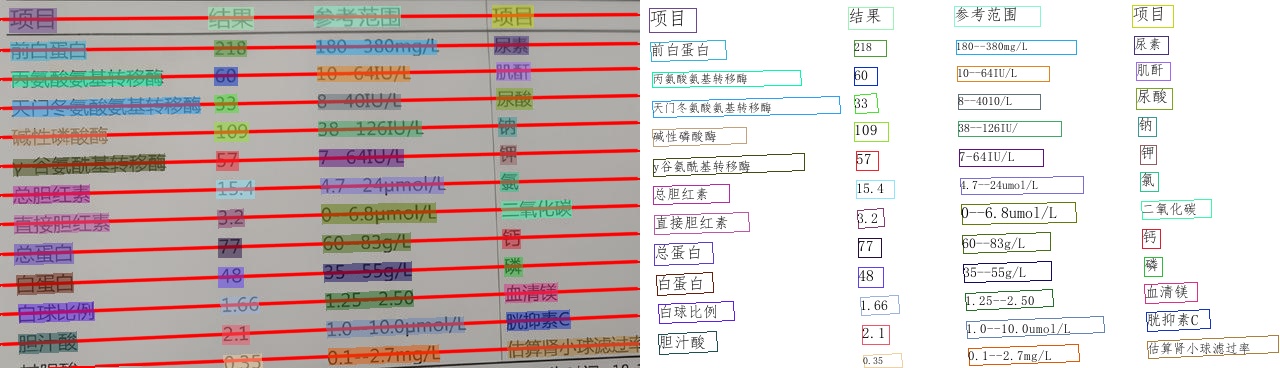 项目 结果 参考范围 项目
前白蛋白 218 180--380mg/L 尿素
丙氨酸氨基转移酶 60 10--64IU/L 肌酐
天门冬氨酸氨基转移酶 33 8--40IU/L 尿酸
碱性磷酸酶 109 38--126IU/L 钠
γ-谷氨酰基转移酶 57 7--64IU/L 钾
总胆红素 15.4 4.7--24μmol/L 氯
直接胆红素 3.2 0--6.8μmol/L 二氧化碳
总蛋白 77 60--83g/L 钙
白蛋白 48 35--55g/L 磷
白球比例 1.66 1.25--2.50 血清镁
胆汁酸 2.1 1.0--10.0μmol/L 胱抑素C
0.35 0.1--2.7mg/L 估算肾小球滤过率
项目 结果 参考范围 项目
前白蛋白 218 180--380mg/L 尿素
丙氨酸氨基转移酶 60 10--64IU/L 肌酐
天门冬氨酸氨基转移酶 33 8--4010/L 尿酸
碱性磷酸酶 109 38--126IU/ 钠
y谷氨酰基转移酶 57 7-64IU/L 钾
总胆红素 15.4 4.7--24umol/L 氯
直接胆红素 3.2 0--6.8umol/L 二氧化碳
总蛋白 77 60--83g/L 钙
白蛋白 48 35--55g/L 磷
白球比例 1.66 1.25--2.50 血清镁
胆汁酸 2.1 1.0--10.0umol/L 胱抑素C
0.35 0.1--2.7mg/L 估算肾小球滤过率